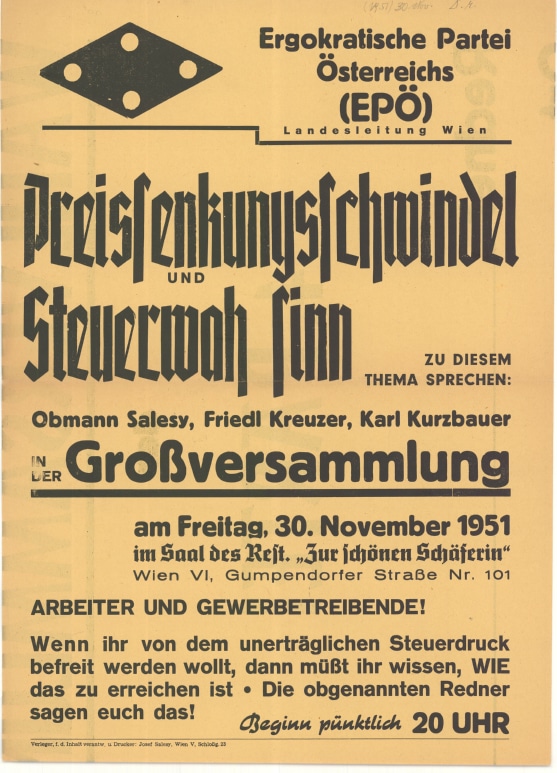 Ergokratische Partei
Österreichs
(EPÖ)
Landesleitung Wien
Preissenkungsschwindel
UND
Steuerwahsinn
ZU DIESEM
THEMA SPRECHEN:
Obmann Salesy, Friedl Kreuzer, Karl Kurzbauer
IN DER Großversammlung
am Freitag, 30. November 1951
im Saal des Rest. „Zur schönen Schäferin“
Wien VI, Gumpendorfer Straße Nr. 101
ARBEITER UND GEWERBETREIBENDE!
Wenn ihr von dem unerträglichen Steuerdruck
befreit werden wollt, dann müßt ihr wissen, WIE
das zu erreichen ist • Die obgenannten Redner
sagen euch das!
Beginn pünktlich 20 UHR
Verleger, f. d. Inhalt verantw. u. Drucker: Josef Salesy, Wien V, Schloßg. 23